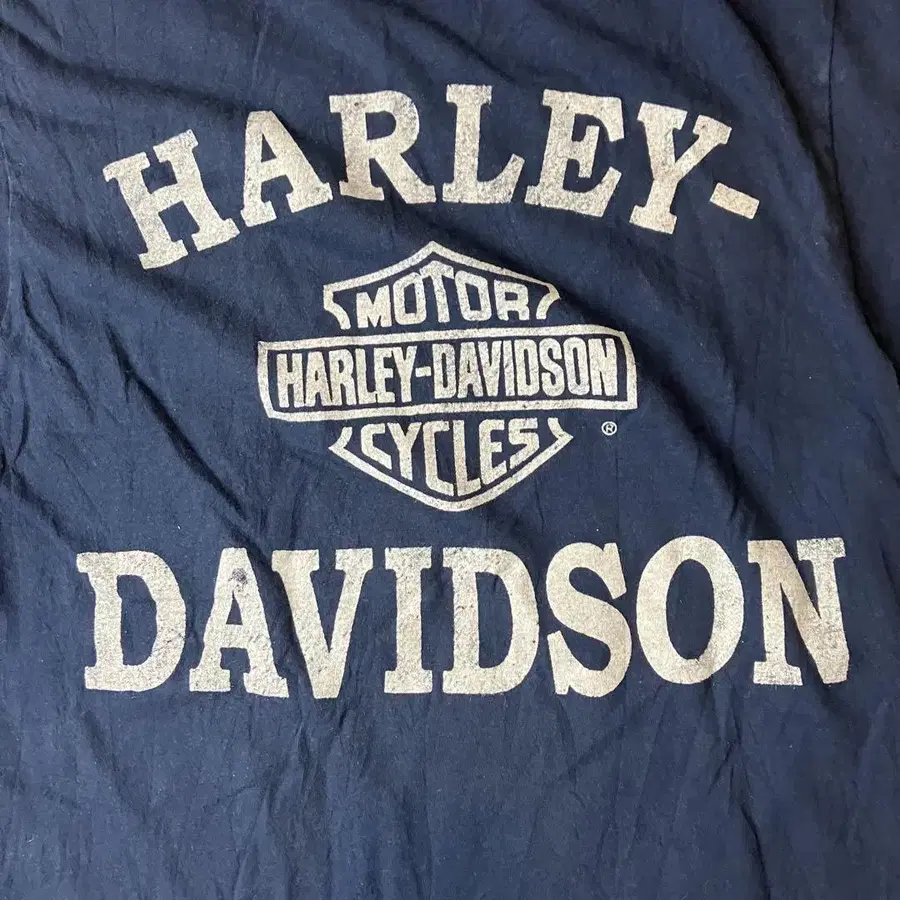 HARLEY-
MOTOR
HARLEY-DAVIDSON
CYCLES
®
DAVIDSON